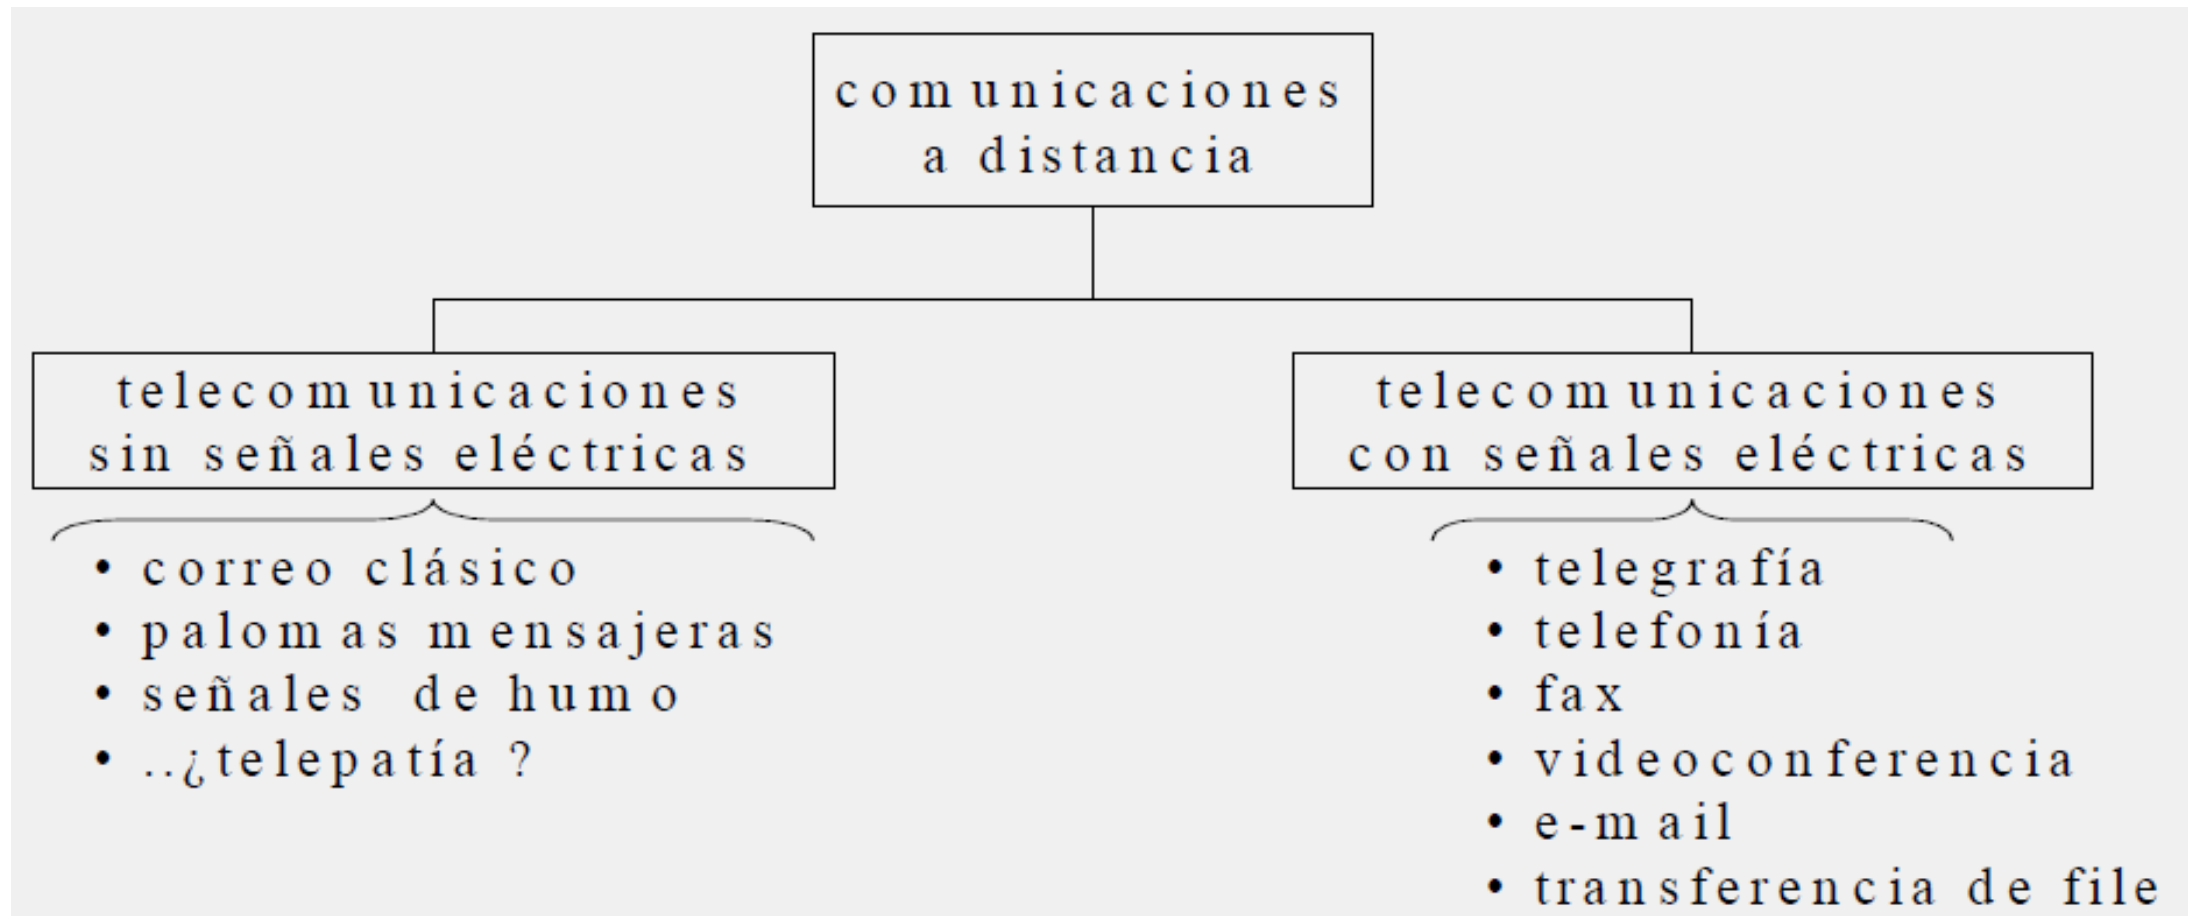 comunicaciones
a distancia
telecomunicaciones
sin señales eléctricas
• correo clásico
• palomas mensajeras
• señales de humo
• ..¿telepatía ?
telecomunicaciones
con señales eléctricas
• telegrafía
• telefonía
• fax
• videoconferencia
• e-mail
• transferencia de file